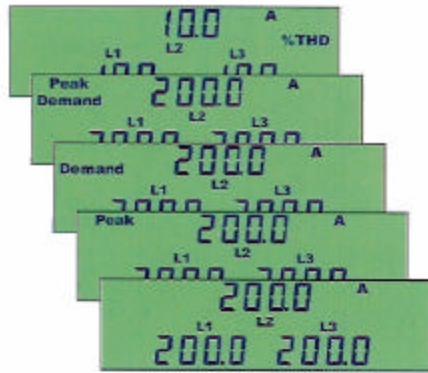 10.0 A
L2 %THD
L1 L3
Peak 200.0 A
Demand
L2
L1 L3
200.0 A
Demand
L2
L1 L3
Peak 200.0 A
L2
L1 L3
200.0 A
L2
L1 L3
200.0 200.0